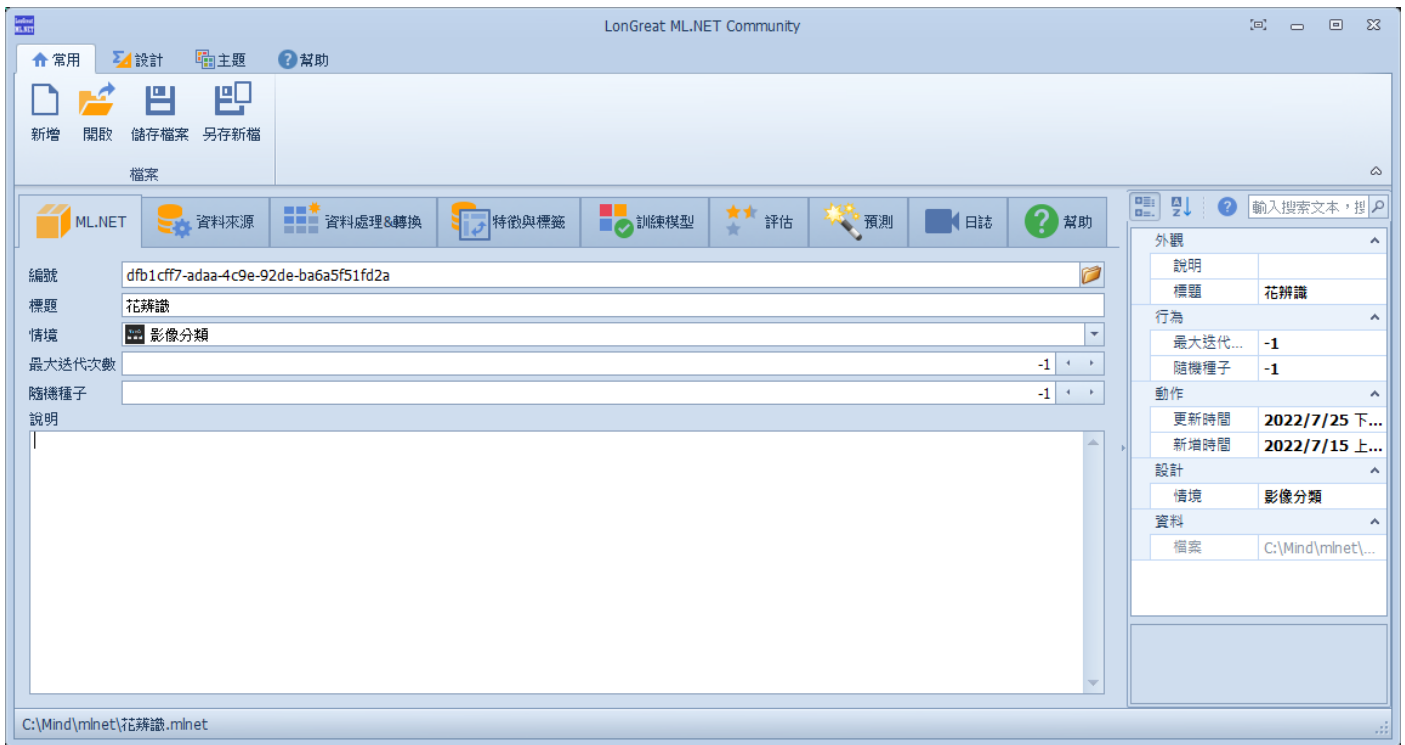 LonGreat ML.NET
LonGreat ML.NET Community
常用 設計 主題 幫助
新增 開啟 儲存檔案 另存新檔
檔案
ML.NET 資料來源 資料處理&轉換 特徵與標籤 訓練模型 評估 預測 日誌 幫助
編號 dfb1cff7-adaa-4c9e-92de-ba6a5f51fd2a
標題 花辨識
情境 影像分類
最大迭代次數 -1
隨機種子 -1
說明
輸入搜索文本,搜
外觀
說明
標題 花辨識
行為
最大迭代... -1
隨機種子 -1
動作
更新時間 2022/7/25 下...
新增時間 2022/7/15 上...
設計
情境 影像分類
資料
檔案 C:\Mind\mlnet\...
C:\Mind\mlnet\花辨識.mlnet